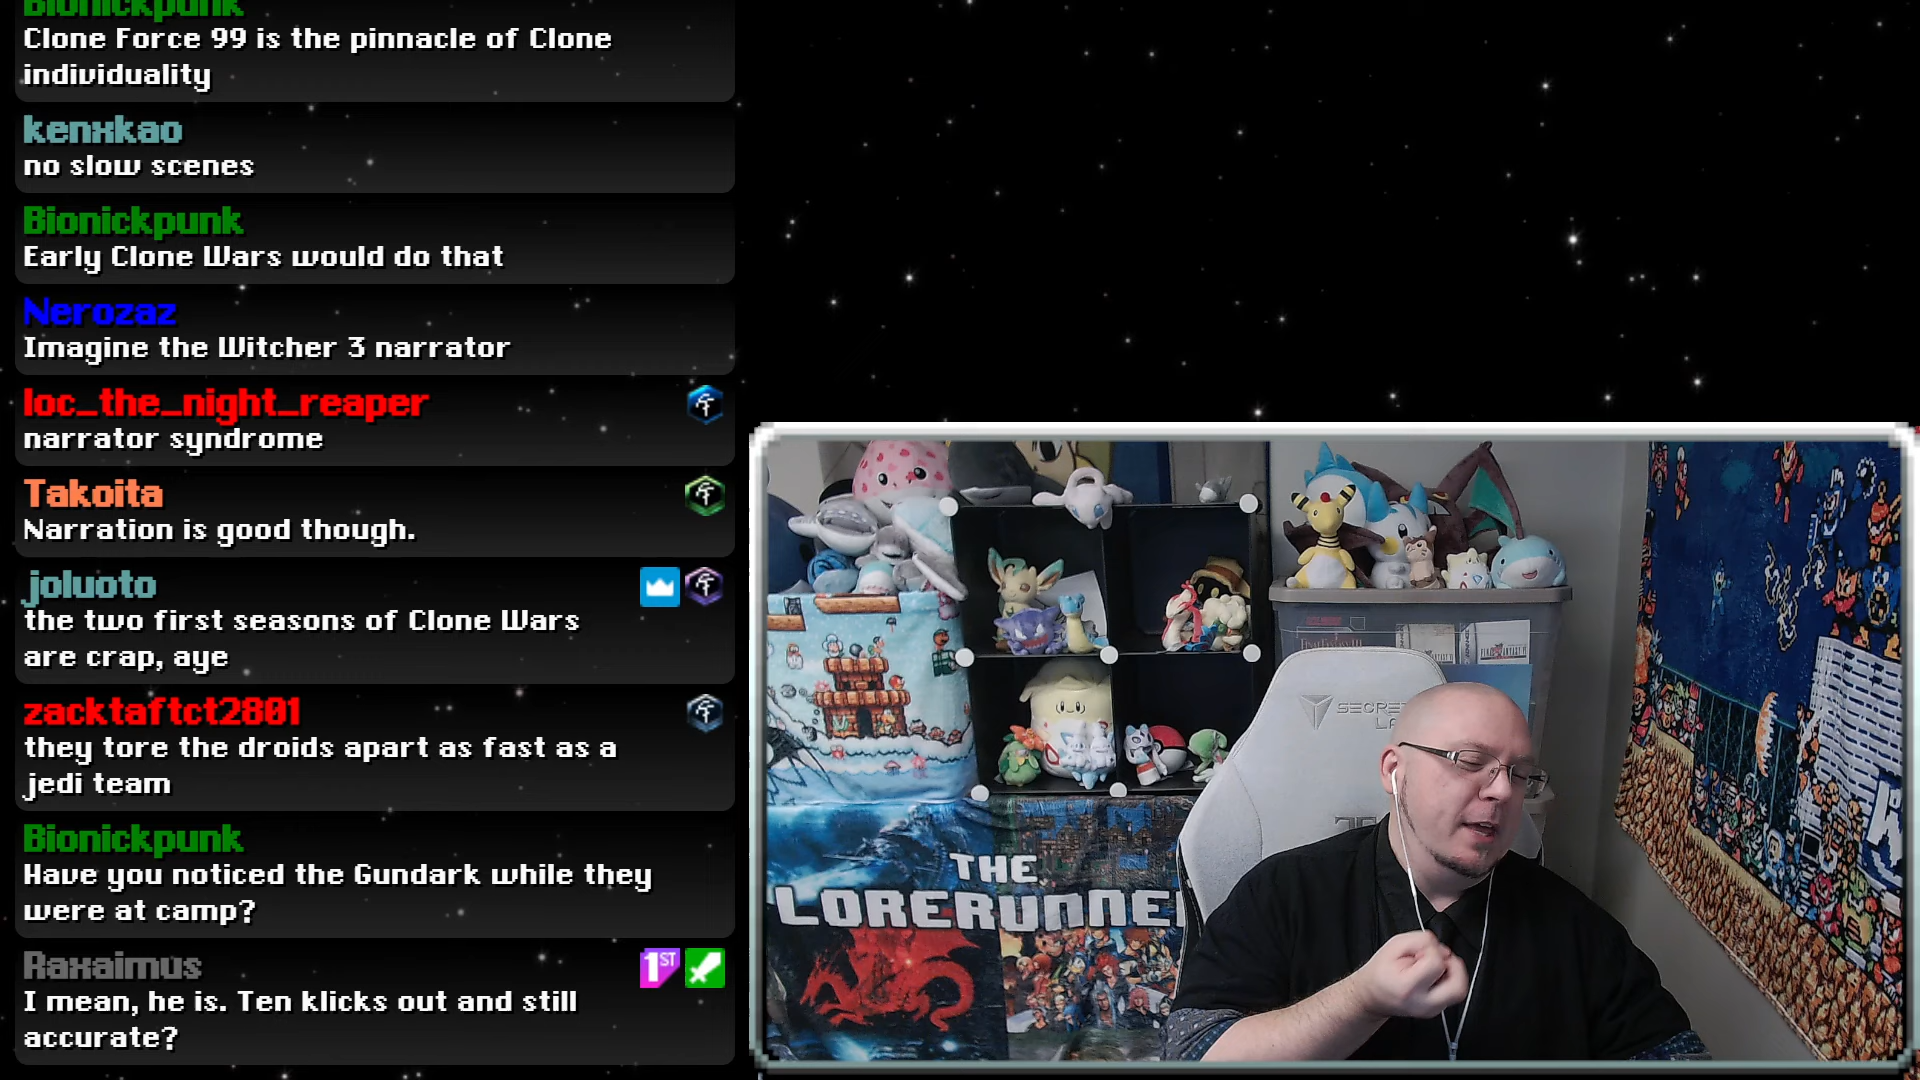 Bionickpunk
Clone Force 99 is the pinnacle of Clone
individuality
kenxkao
no slow scenes
Bionickpunk
Early Clone Wars would do that
Nerozaz
Imagine the Witcher 3 narrator
loc_the_night_reaper
narrator syndrome
Takoita
Narration is good though.
joluoto
the two first seasons of Clone Wars
are crap, aye
zacktaftct2801
they tore the droids apart as fast as a
jedi team
Bionickpunk
Have you noticed the Gundark while they
were at camp?
Raxaimus
1ST
I mean, he is. Ten klicks out and still
accurate?
THE
LORERUNNE
SECRE